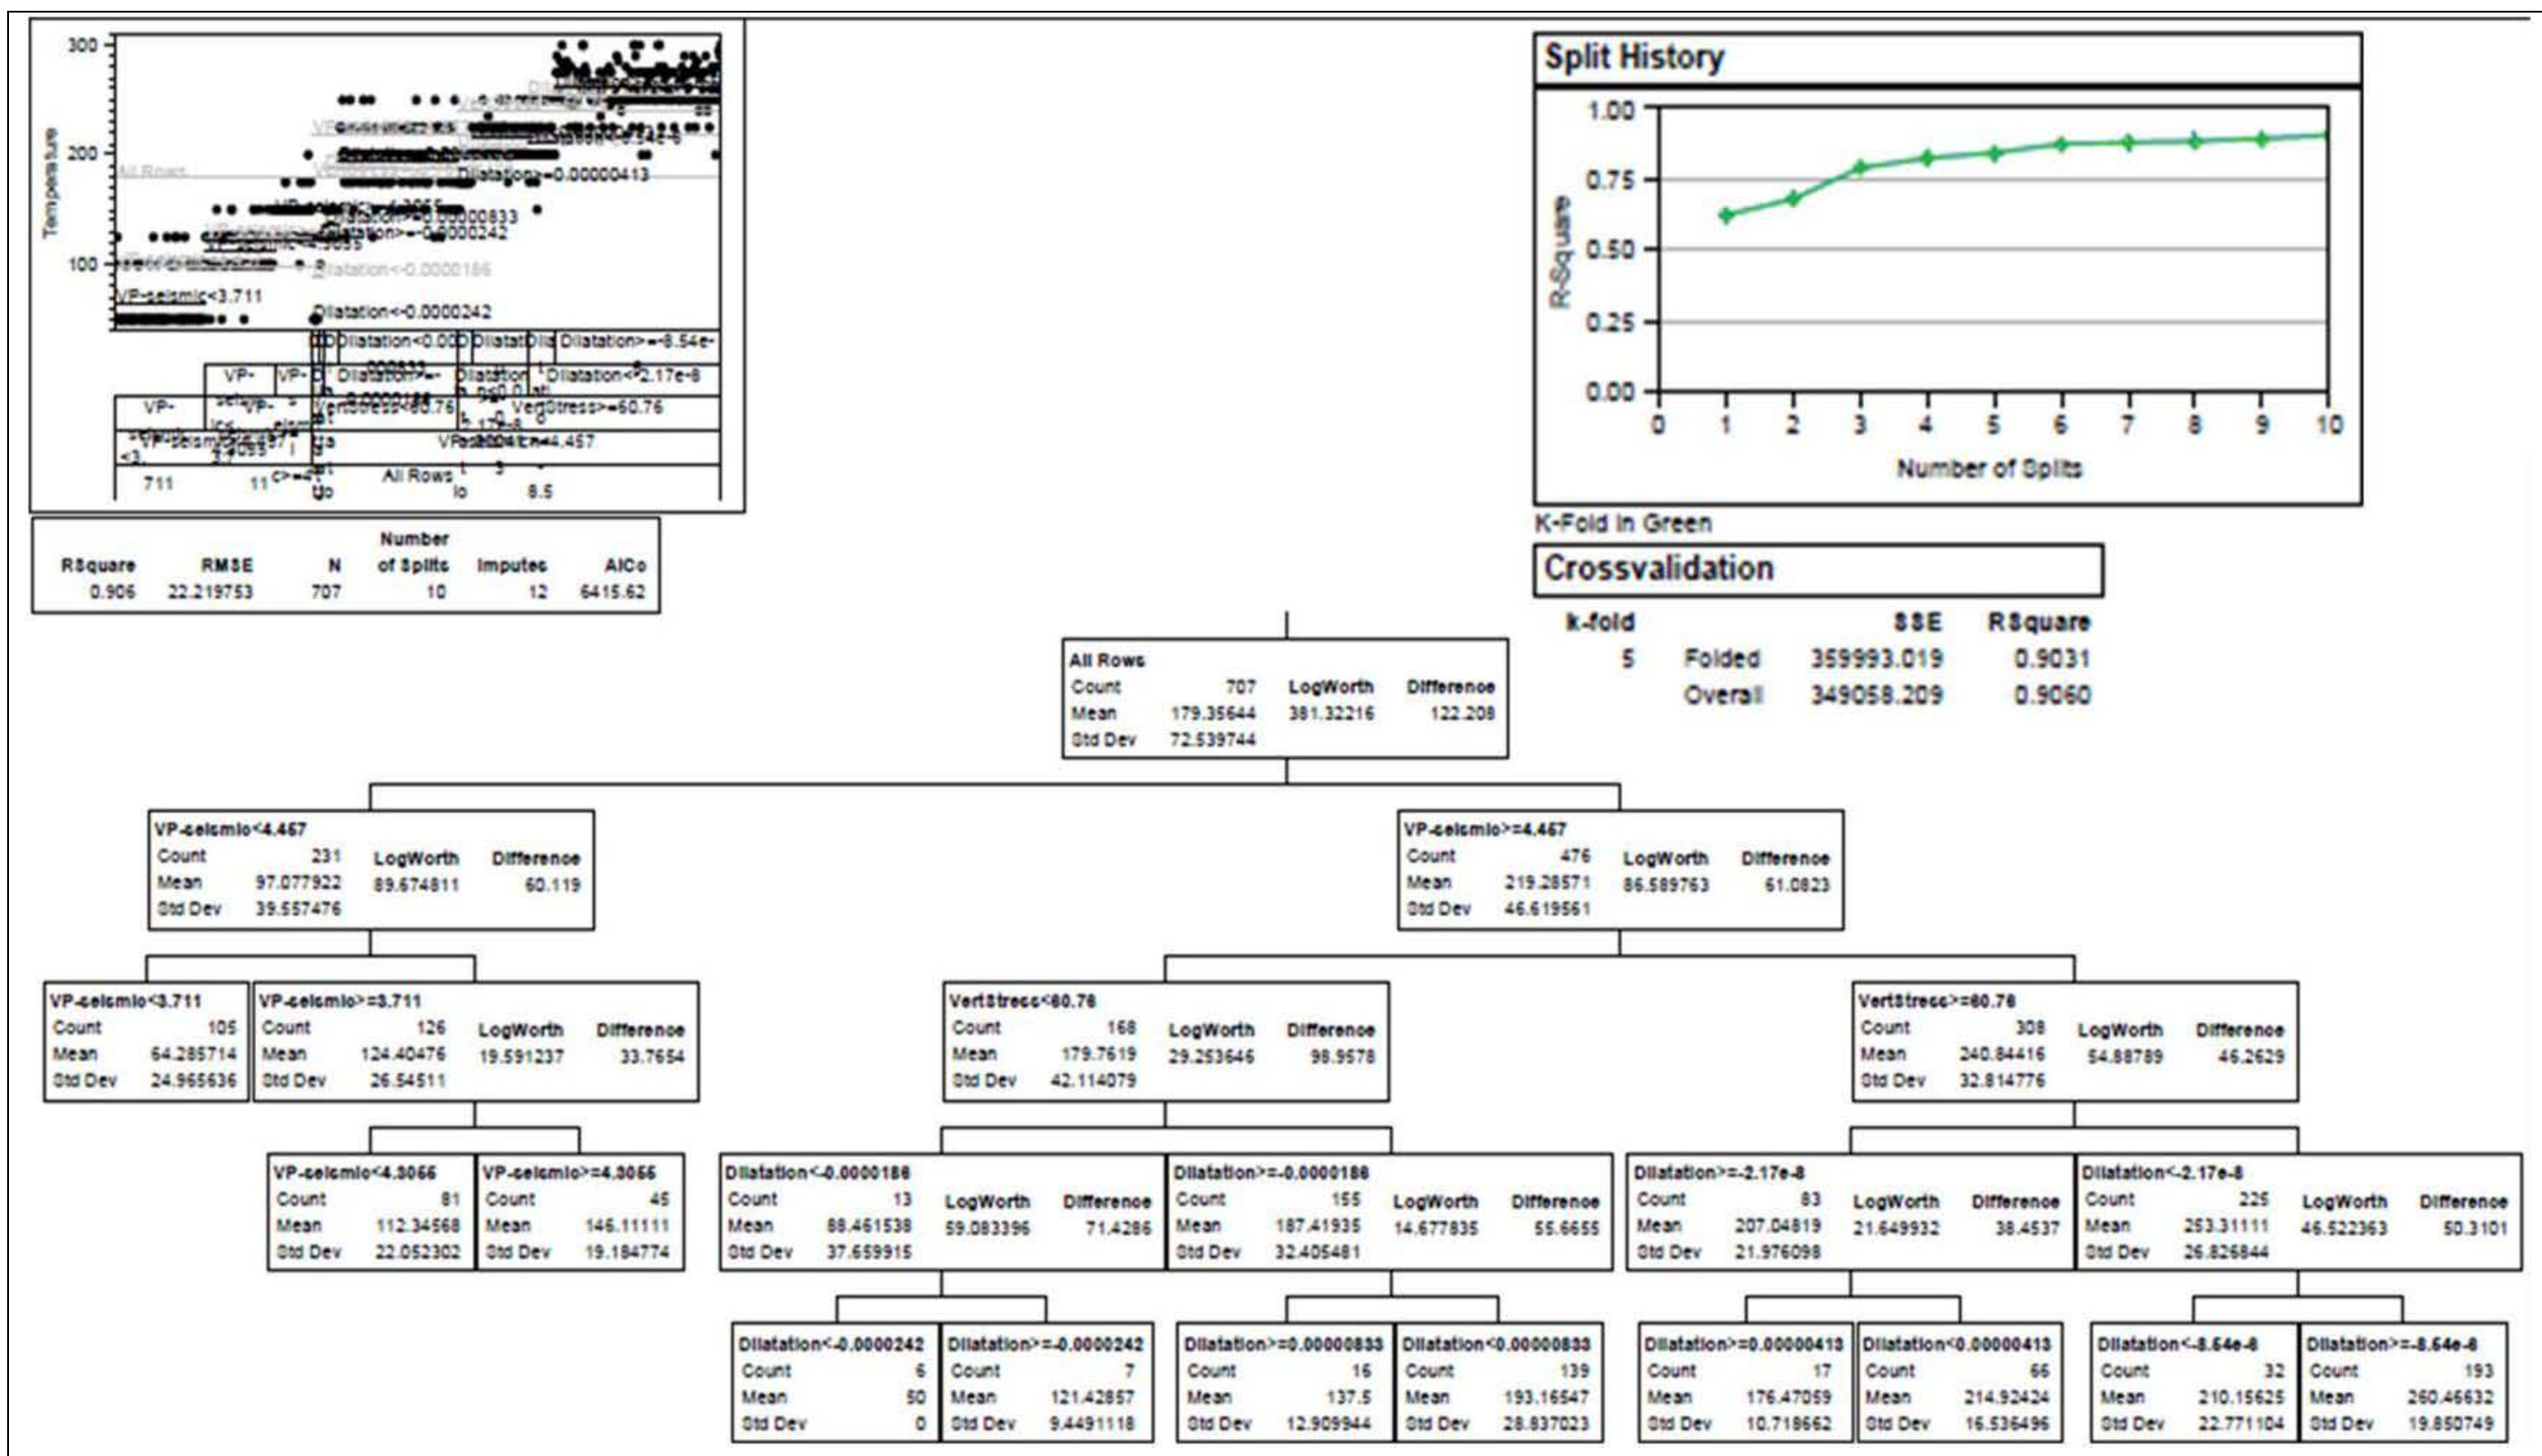 300
200
100
Temperature
All Rows
Dilatation>=0.00000413
VP-seismic<3.711
Dilatation<-0.0000186
Dilatation<-0.0000242
Dilatation>=-8.54e-
Dilatation<-2.17e-8
VertStress>=60.76
All Rows
Split History
1.00
0.75
0.50
0.25
0.00
R-Square
0 1 2 3 4 5 6 7 8 9 10
Number of Splits
K-Fold in Green
Crossvalidation
k-fold SSE RSquare
5 Folded 359993.019 0.9031
Overall 349058.209 0.9060
Number
RSquare RMSE N of Splits Imputes AICc
0.906 22.219753 707 10 12 6415.62
All Rows
Count 707 LogWorth Difference
Mean 179.35644 381.32216 122.208
Std Dev 72.539744
VP-seismic<4.457
Count 231 LogWorth Difference
Mean 97.077922 89.674811 60.119
Std Dev 39.557476
VP-seismic>=4.457
Count 476 LogWorth Difference
Mean 219.28571 86.589763 61.0823
Std Dev 46.619561
VP-seismic<3.711
Count 105
Mean 64.285714
Std Dev 24.965636
VP-seismic>=3.711
Count 126 LogWorth Difference
Mean 124.40476 19.591237 33.7654
Std Dev 26.54511
VertStress<60.76
Count 168 LogWorth Difference
Mean 179.7619 29.253646 98.9578
Std Dev 42.114079
VertStress>=60.76
Count 308 LogWorth Difference
Mean 240.84416 54.88789 46.2629
Std Dev 32.814776
VP-seismic<4.3055
Count 81
Mean 112.34568
Std Dev 22.052302
VP-seismic>=4.3055
Count 45
Mean 146.11111
Std Dev 19.184774
Dilatation<-0.0000186
Count 13 LogWorth Difference
Mean 88.461538 59.083396 71.4286
Std Dev 37.659915
Dilatation>=-0.0000186
Count 155 LogWorth Difference
Mean 187.41935 14.677835 55.6655
Std Dev 32.405481
Dilatation>=-2.17e-8
Count 83 LogWorth Difference
Mean 207.04819 21.649932 38.4537
Std Dev 21.976098
Dilatation<-2.17e-8
Count 225 LogWorth Difference
Mean 253.31111 46.522363 50.3101
Std Dev 26.826844
Dilatation<-0.0000242
Count 6
Mean 50
Std Dev 0
Dilatation>=-0.0000242
Count 7
Mean 121.42857
Std Dev 9.4491118
Dilatation>=0.00000833
Count 16
Mean 137.5
Std Dev 12.909944
Dilatation<0.00000833
Count 139
Mean 193.16547
Std Dev 28.837023
Dilatation>=0.00000413
Count 17
Mean 176.47059
Std Dev 10.718662
Dilatation<0.00000413
Count 66
Mean 214.92424
Std Dev 16.536496
Dilatation<-8.54e-6
Count 32
Mean 210.15625
Std Dev 22.771104
Dilatation>=-8.54e-6
Count 193
Mean 260.46632
Std Dev 19.850749